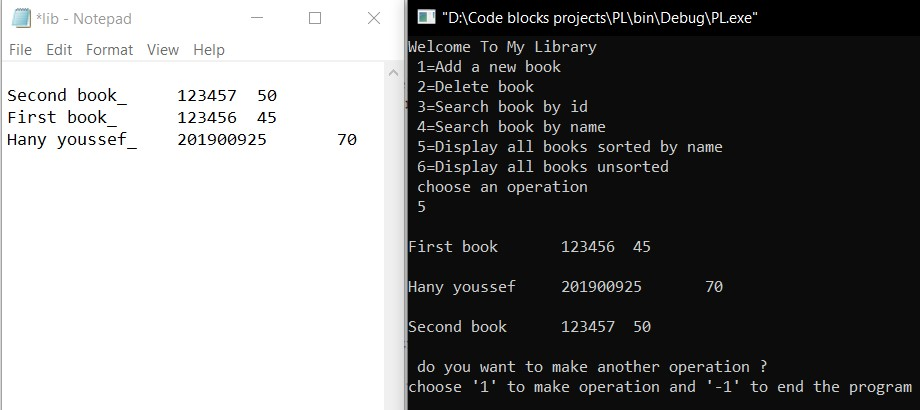 *lib - Notepad
File Edit Format View Help
Second book_ 123457 50
First book_ 123456 45
Hany youssef_ 201900925 70
"D:\Code blocks projects\PL\bin\Debug\PL.exe"
Welcome To My Library
1=Add a new book
2=Delete book
3=Search book by id
4=Search book by name
5=Display all books sorted by name
6=Display all books unsorted
choose an operation
5
First book 123456 45
Hany youssef 201900925 70
Second book 123457 50
do you want to make another operation ?
choose '1' to make operation and '-1' to end the program